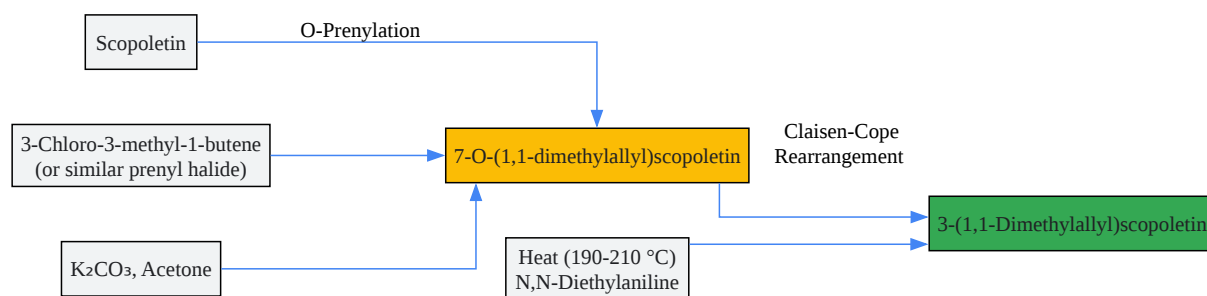 Scopoletin
O-Prenylation
3-Chloro-3-methyl-1-butene
(or similar prenyl halide)
7-O-(1,1-dimethylallyl)scopoletin
Claisen-Cope
Rearrangement
3-(1,1-Dimethylallyl)scopoletin
K₂CO₃, Acetone
Heat (190-210 °C)
N,N-Diethylaniline